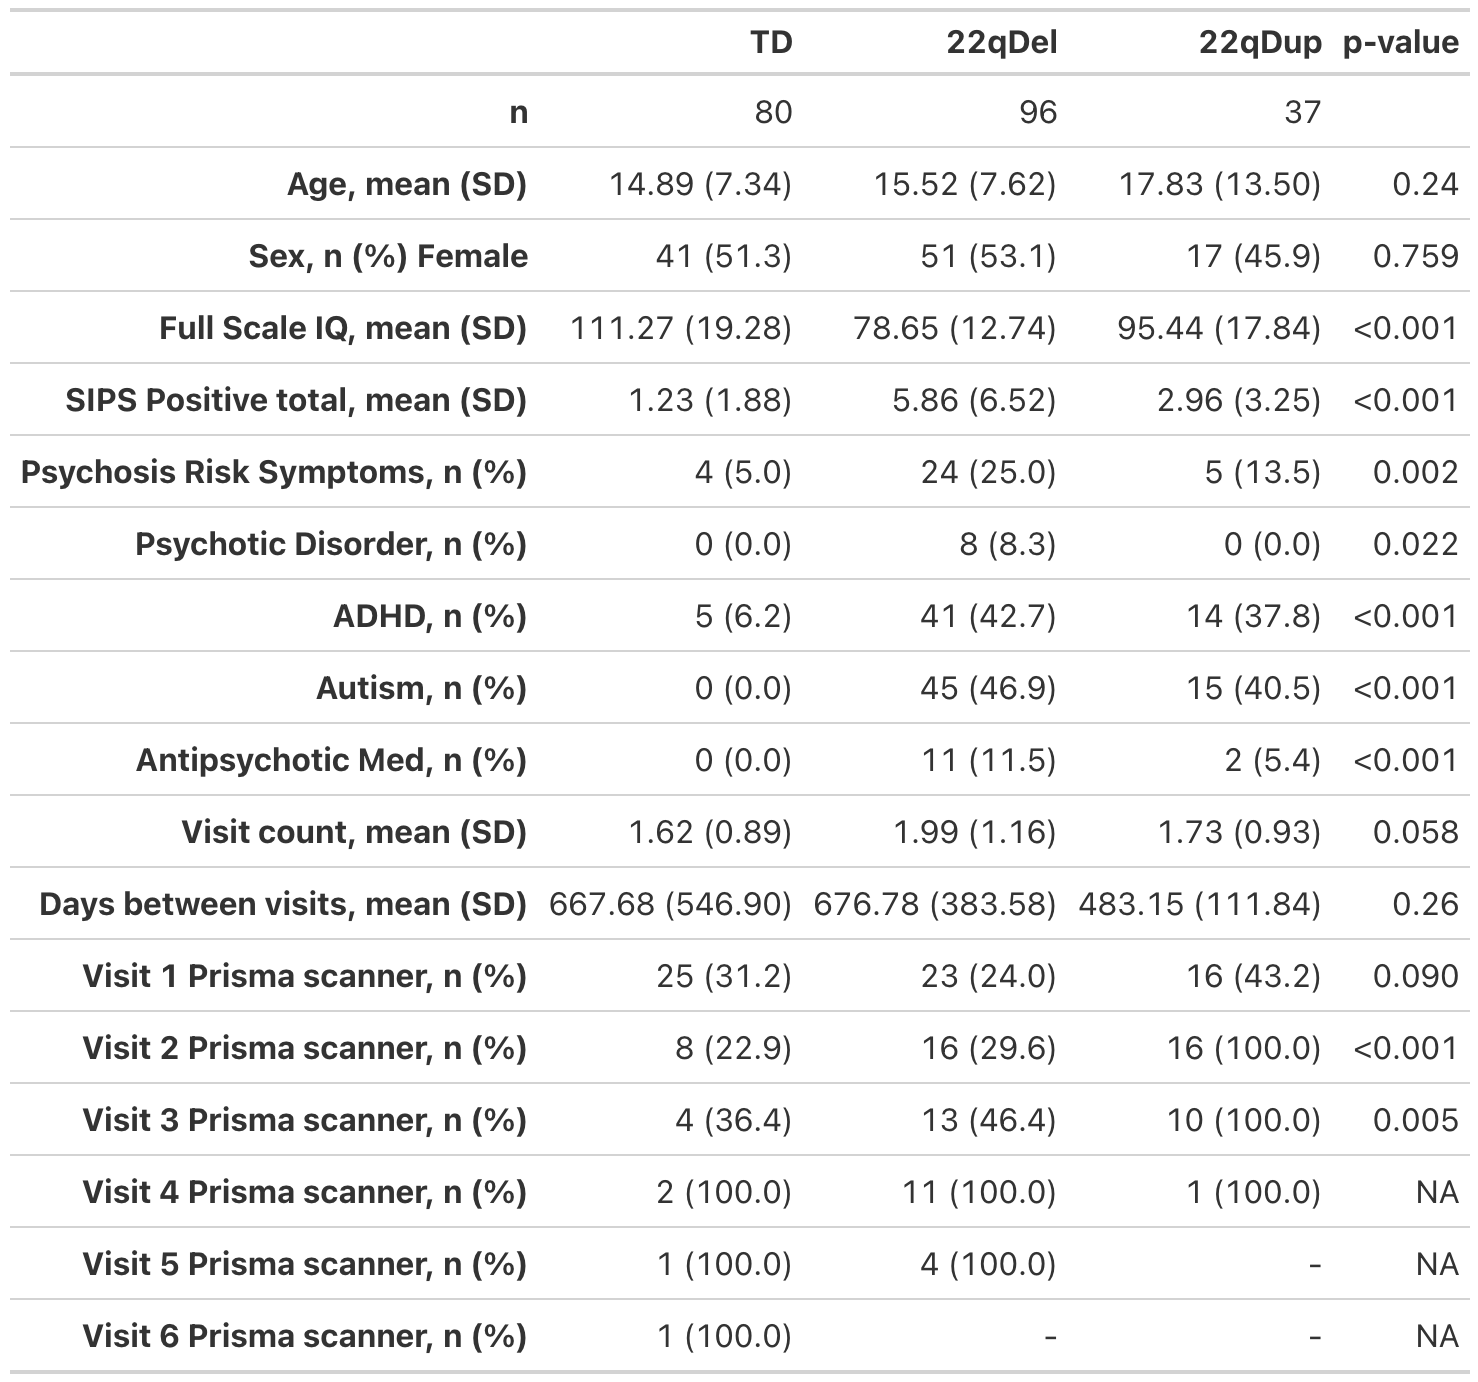 TD 22qDel 22qDup p-value
n 80 96 37
Age, mean (SD) 14.89 (7.34) 15.52 (7.62) 17.83 (13.50) 0.24
Sex, n (%) Female 41 (51.3) 51 (53.1) 17 (45.9) 0.759
Full Scale IQ, mean (SD) 111.27 (19.28) 78.65 (12.74) 95.44 (17.84) <0.001
SIPS Positive total, mean (SD) 1.23 (1.88) 5.86 (6.52) 2.96 (3.25) <0.001
Psychosis Risk Symptoms, n (%) 4 (5.0) 24 (25.0) 5 (13.5) 0.002
Psychotic Disorder, n (%) 0 (0.0) 8 (8.3) 0 (0.0) 0.022
ADHD, n (%) 5 (6.2) 41 (42.7) 14 (37.8) <0.001
Autism, n (%) 0 (0.0) 45 (46.9) 15 (40.5) <0.001
Antipsychotic Med, n (%) 0 (0.0) 11 (11.5) 2 (5.4) <0.001
Visit count, mean (SD) 1.62 (0.89) 1.99 (1.16) 1.73 (0.93) 0.058
Days between visits, mean (SD) 667.68 (546.90) 676.78 (383.58) 483.15 (111.84) 0.26
Visit 1 Prisma scanner, n (%) 25 (31.2) 23 (24.0) 16 (43.2) 0.090
Visit 2 Prisma scanner, n (%) 8 (22.9) 16 (29.6) 16 (100.0) <0.001
Visit 3 Prisma scanner, n (%) 4 (36.4) 13 (46.4) 10 (100.0) 0.005
Visit 4 Prisma scanner, n (%) 2 (100.0) 11 (100.0) 1 (100.0) NA
Visit 5 Prisma scanner, n (%) 1 (100.0) 4 (100.0) - NA
Visit 6 Prisma scanner, n (%) 1 (100.0) - - NA